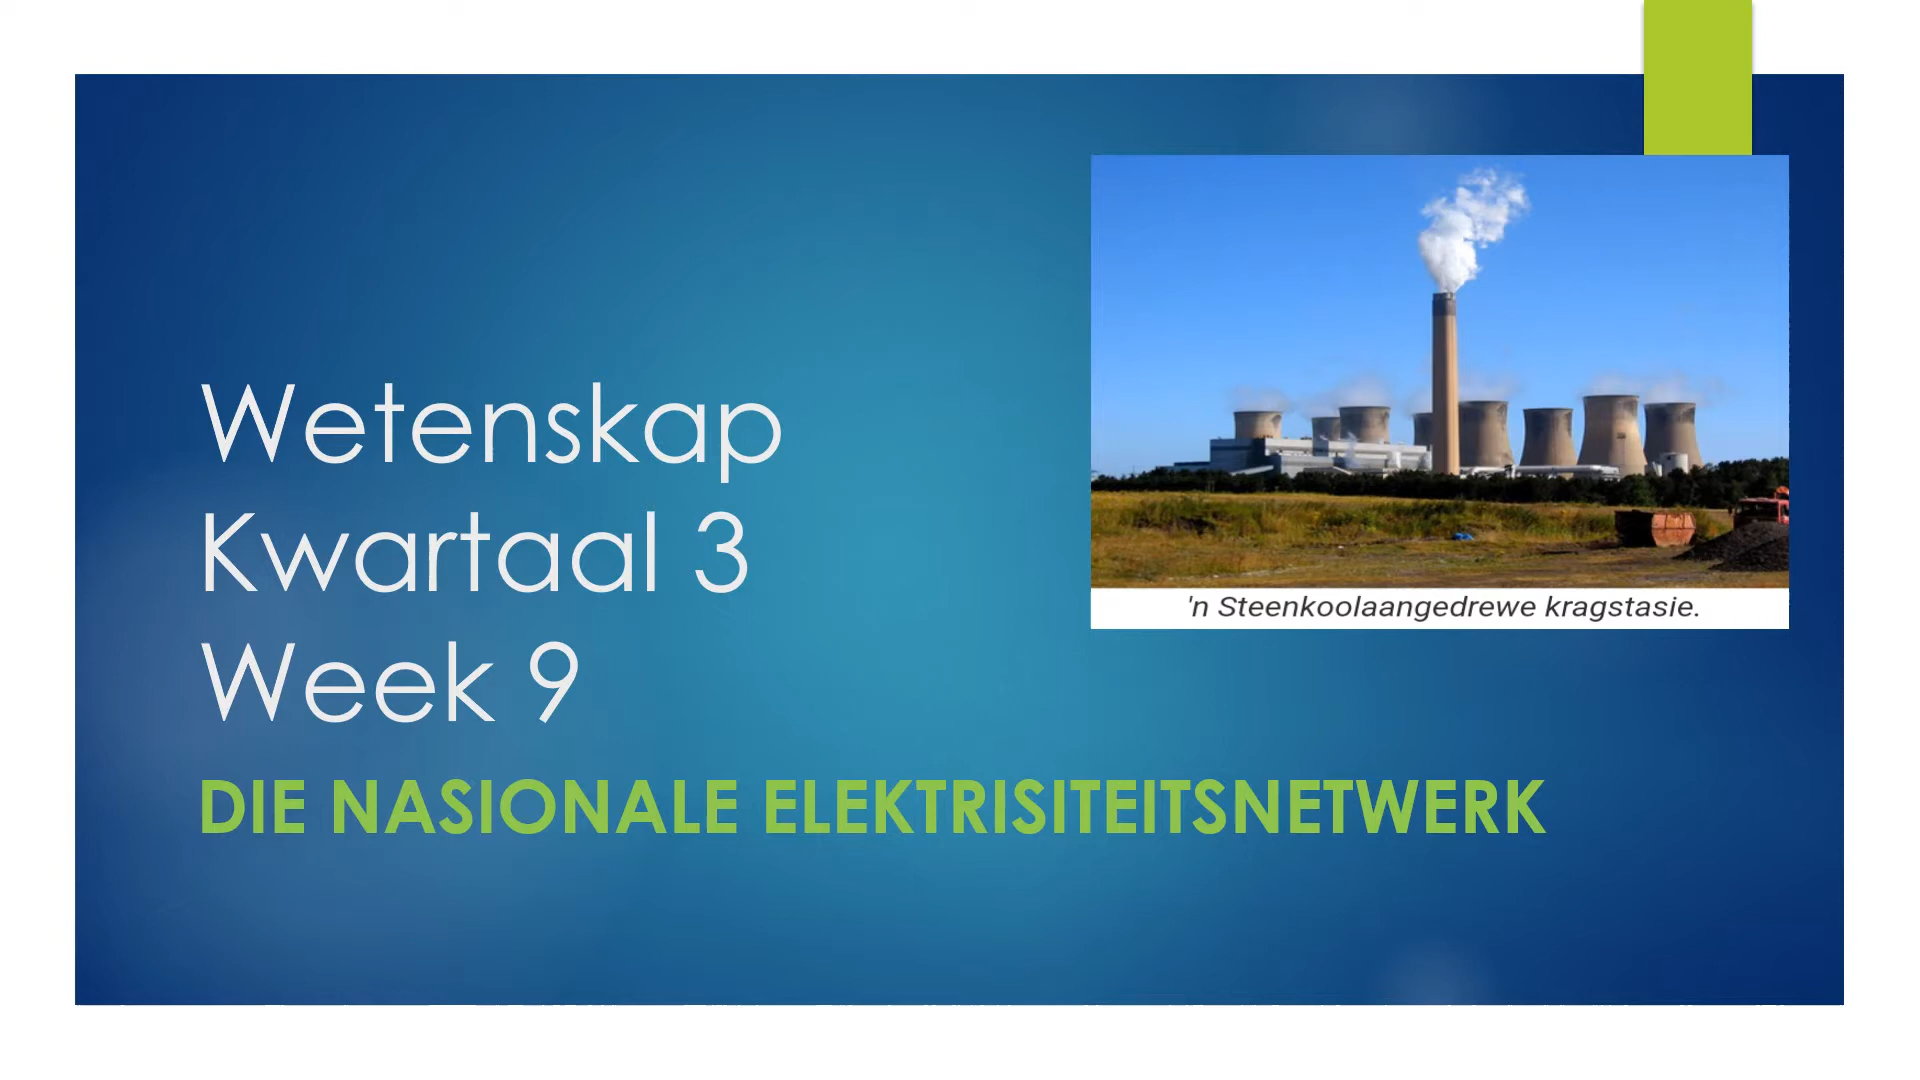 Wetenskap
Kwartaal 3
Week 9
DIE NASIONALE ELEKTRISITEITSNETWERK
'n Steenkoolaangedrewe kragstasie.